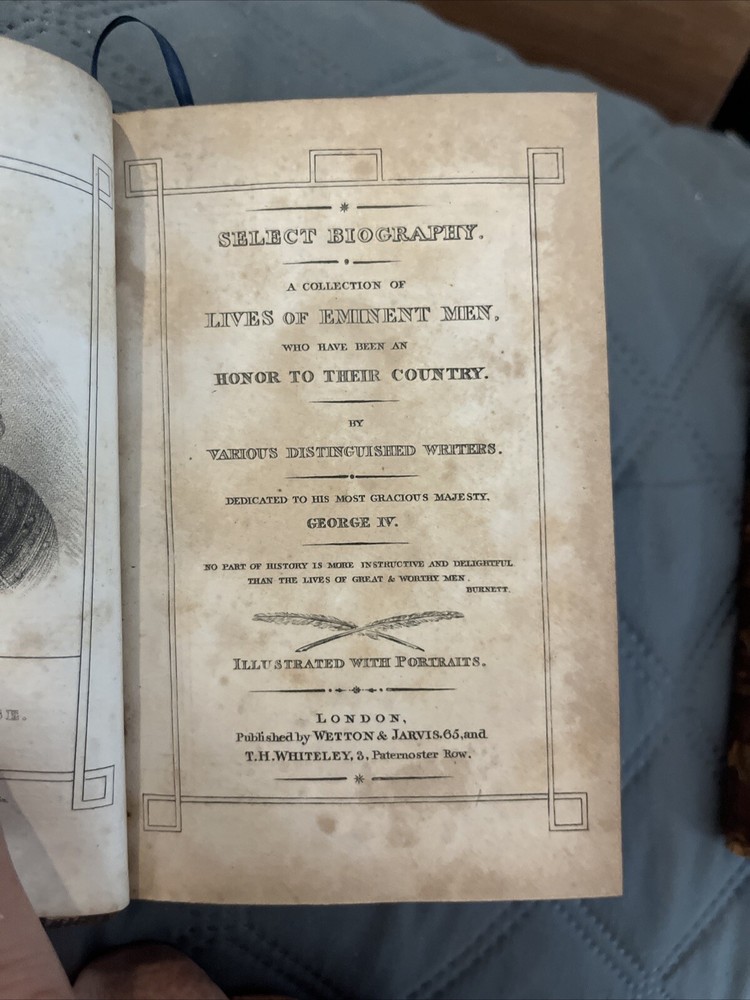 SELECT BIOGRAPHY.
A COLLECTION OF
LIVES OF EMINENT MEN,
WHO HAVE BEEN AN
HONOR TO THEIR COUNTRY.
BY
VARIOUS DISTINGUISHED WRITERS.
DEDICATED TO HIS MOST GRACIOUS MAJESTY.
GEORGE IV.
NO PART OF HISTORY IS MORE INSTRUCTIVE AND DELIGHTFUL
THAN THE LIVES OF GREAT & WORTHY MEN.
BURNETT.
ILLUSTRATED WITH PORTRAITS.
LONDON,
Published by WETTON & JARVIS. 65, and
T.H. WHITELEY, 3, Paternoster Row.